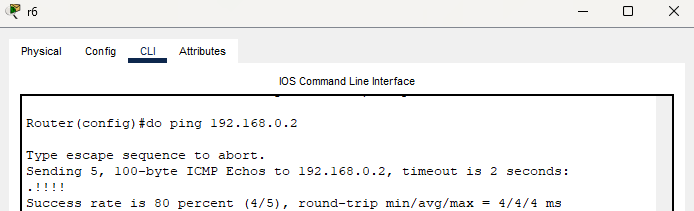 r6
Physical Config CLI Attributes
IOS Command Line Interface
Router(config)#do ping 192.168.0.2
Type escape sequence to abort.
Sending 5, 100-byte ICMP Echos to 192.168.0.2, timeout is 2 seconds:
.!!!!
Success rate is 80 percent (4/5), round-trip min/avg/max = 4/4/4 ms